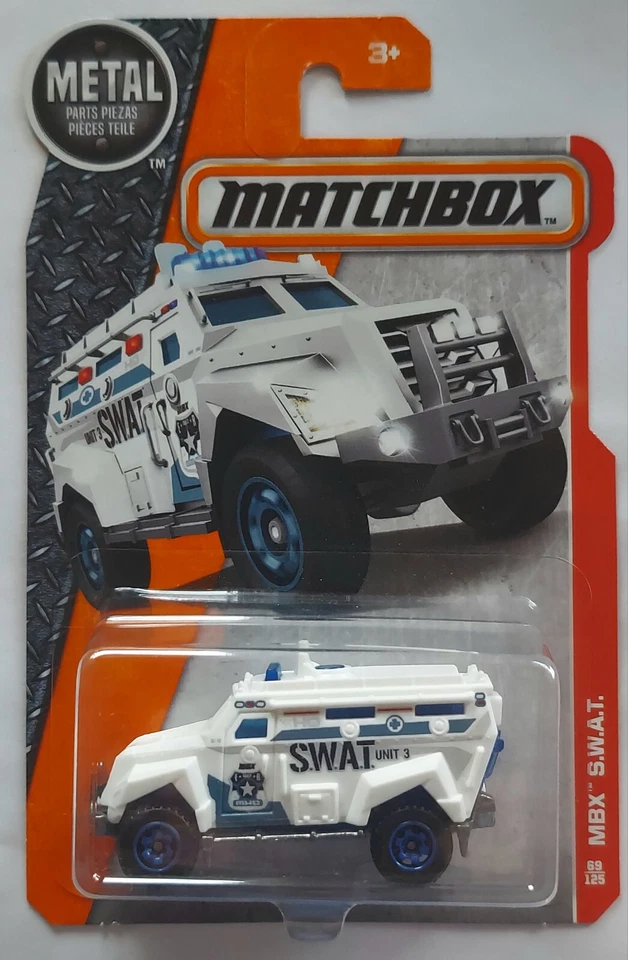 3+
METAL
PARTS PIEZAS
PIÈCES TEILE
TM
MATCHBOX TM
UNIT 3 S.W.A.T.
S.W.A.T. UNIT 3
MBX™ S.W.A.T.
69
125